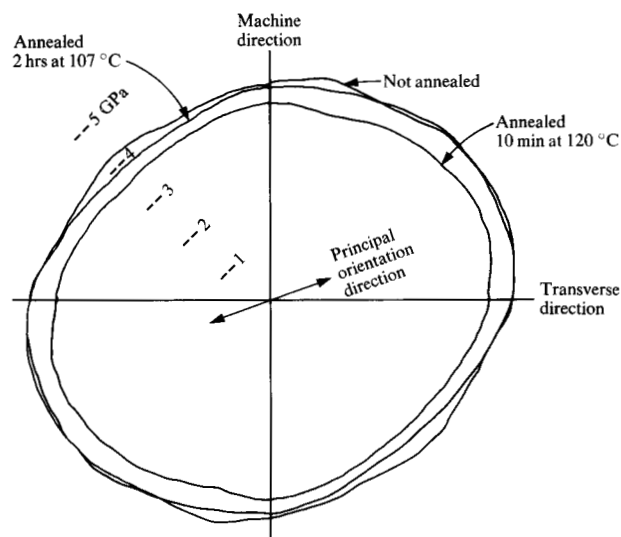 Machine
direction
Annealed
2 hrs at 107 °C
Not annealed
--5 GPa
Annealed
10 min at 120 °C
--4
--3
--2
--1
Principal
orientation
direction
Transverse
direction